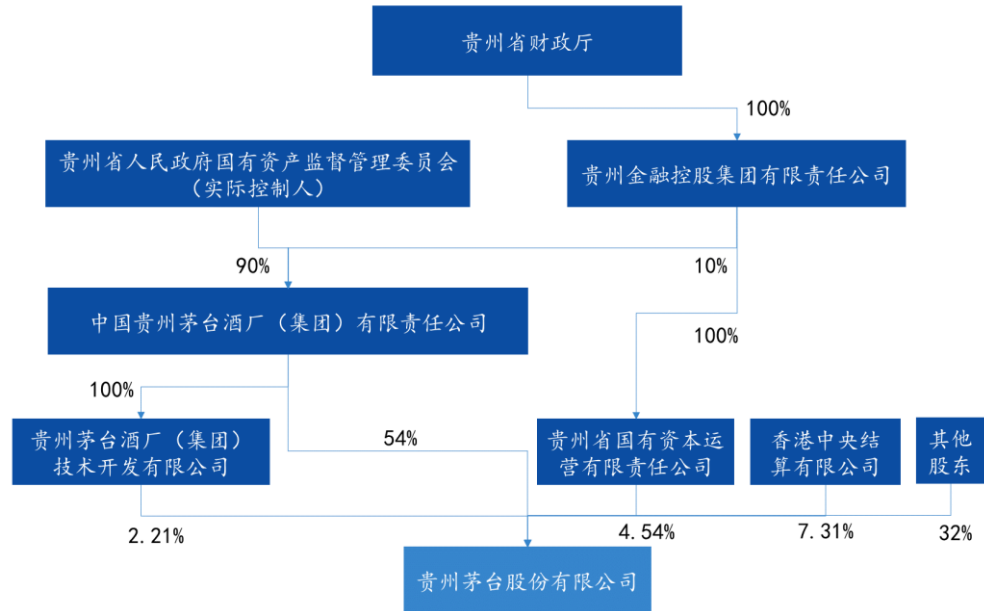 贵州省财政厅
100%
贵州省人民政府国有资产监督管理委员会
（实际控制人）
贵州金融控股集团有限责任公司
90%
10%
中国贵州茅台酒厂（集团）有限责任公司
100%
100%
54%
贵州茅台酒厂（集团）
技术开发有限公司
贵州省国有资本运
营有限责任公司
香港中央结
算有限公司
其他
股东
2.21%
4.54%
7.31%
32%
贵州茅台股份有限公司